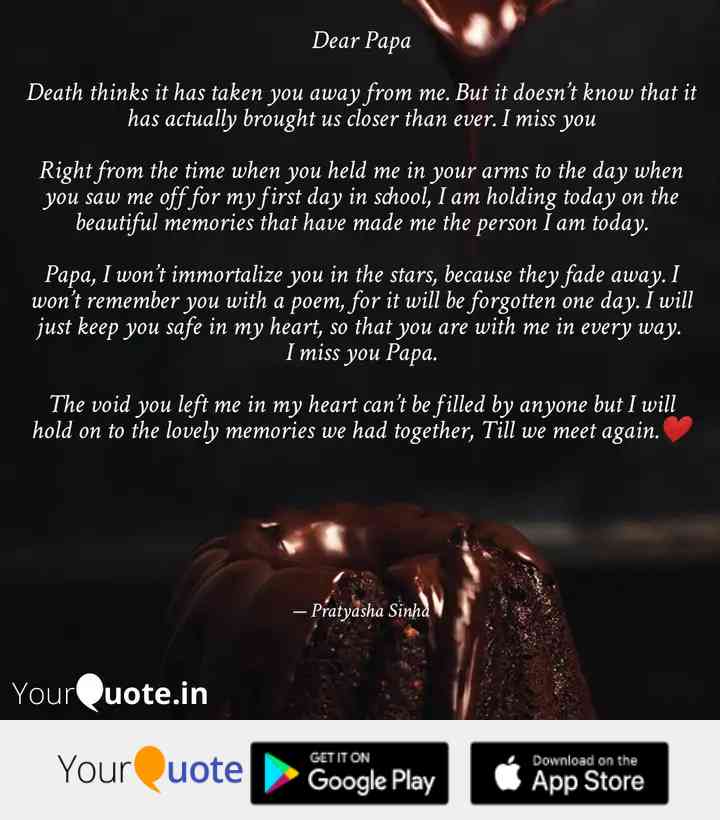 Dear Papa
Death thinks it has taken you away from me. But it doesn't know that it
has actually brought us closer than ever. I miss you
Right from the time when you held me in your arms to the day when
you saw me off for my first day in school, I am holding today on the
beautiful memories that have made me the person I am today.
Papa, I won't immortalize you in the stars, because they fade away. I
won't remember you with a poem, for it will be forgotten one day. I will
just keep you safe in my heart, so that you are with me in every way.
I miss you Papa.
The void you left me in my heart can't be filled by anyone but I will
hold on to the lovely memories we had together, Till we meet again.❤️
— Pratyasha Sinha
YourQuote.in
YourQuote
GET IT ON
Google Play
Download on the
App Store